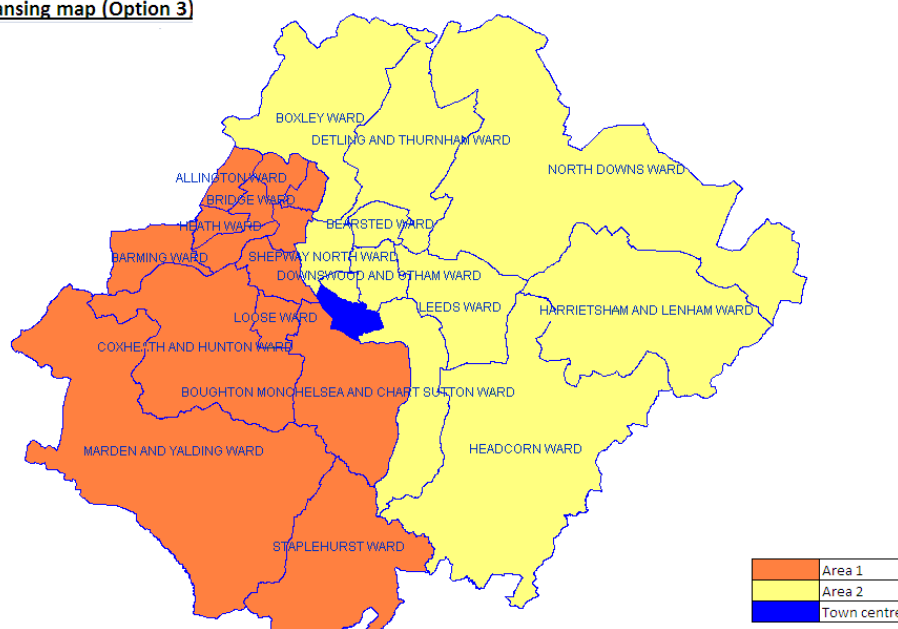 ansing map (Option 3)
BOXLEY WARD
DETLING AND THURNHAM WARD
NORTH DOWNS WARD
ALLINGTON WARD
BRIDGE WARD
HEATH WARD
BEARSTED WARD
BARMING WARD
SHEPWAY NORTH WARD
DOWNSWOOD AND OTHAM WARD
LEEDS WARD
HARRIETSHAM AND LENHAM WARD
LOOSE WARD
COXHEATH AND HUNTON WARD
BOUGHTON MONCHELSEA AND CHART SUTTON WARD
MARDEN AND YALDING WARD
HEADCORN WARD
STAPLEHURST WARD
Area 1
Area 2
Town centre